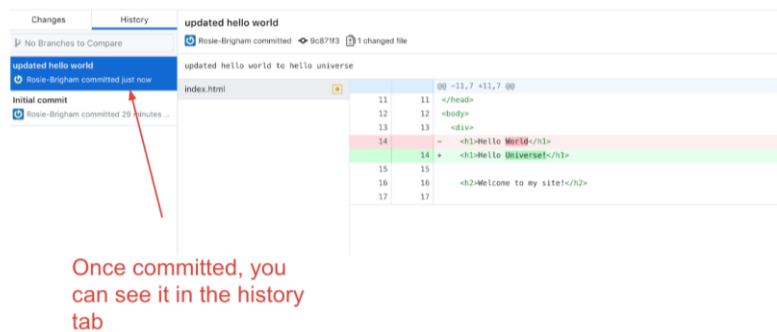 Changes
History
No Branches to Compare
updated hello world
Rosie-Brigham committed just now
Initial commit
Rosie-Brigham committed 29 minutes ...
updated hello world
Rosie-Brigham committed 9c871f3 1 changed file
updated hello world to hello universe
index.html
@@ -11,7 +11,7 @@
11 11 </head>
12 12 <body>
13 13 <div>
14 - <h1>Hello World</h1>
14 + <h1>Hello Universe!</h1>
15 15
16 16 <h2>Welcome to my site!</h2>
17 17
Once committed, you
can see it in the history
tab